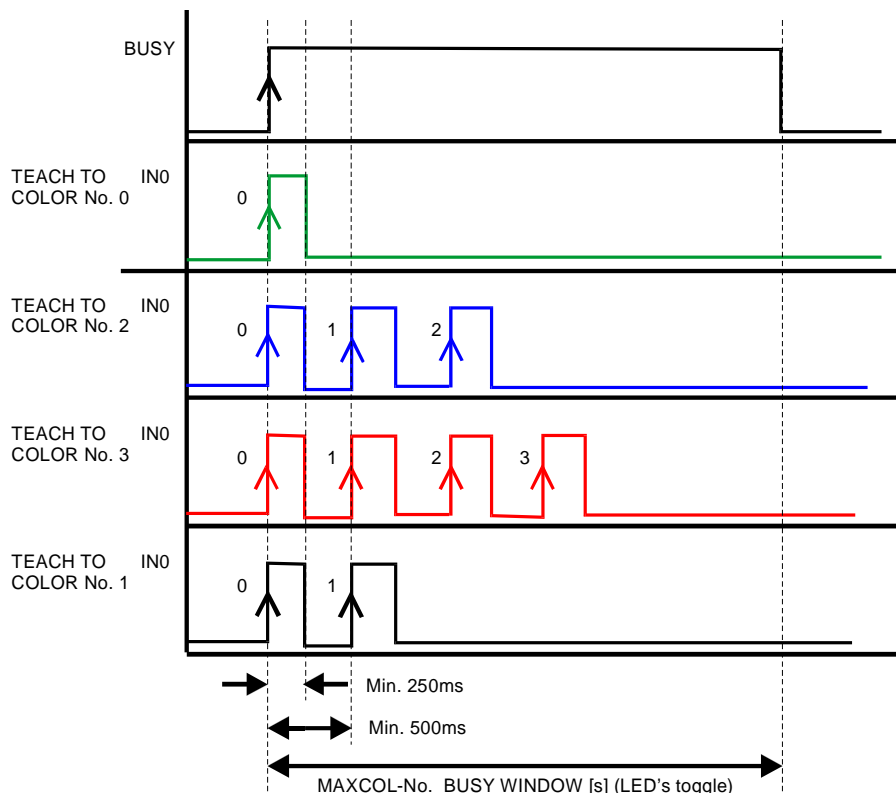 BUSY
TEACH TO IN0
COLOR No. 0
0
TEACH TO IN0
COLOR No. 2
0 1 2
TEACH TO IN0
COLOR No. 3
0 1 2 3
TEACH TO IN0
COLOR No. 1
0 1
Min. 250ms
Min. 500ms
MAXCOL-No. BUSY WINDOW [s] (LED's toggle)